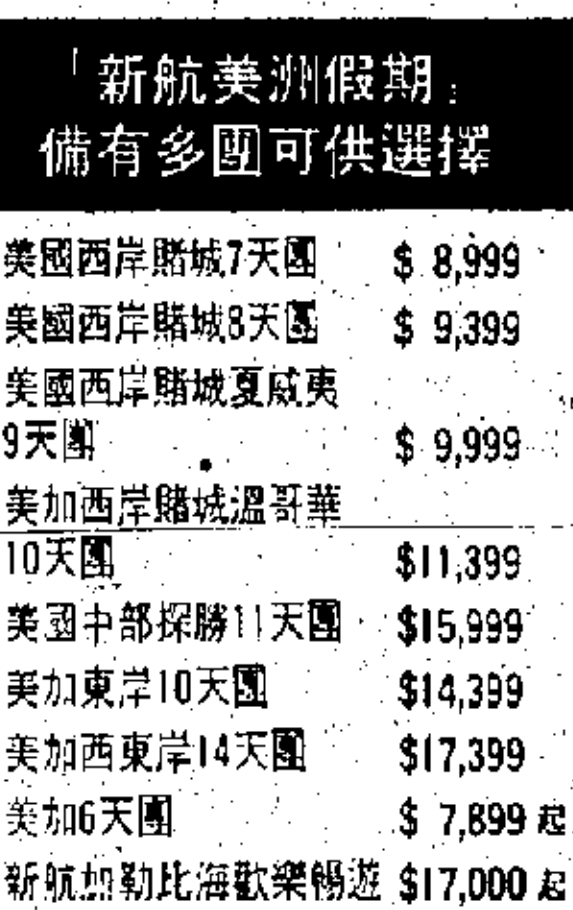 「新航美洲假期」
備有多團可供選擇
美國西岸賭城7天團 $ 8,999
美國西岸賭城8天團 $ 9,399
美國西岸賭城夏威夷
9天團 $ 9,999
美加西岸賭城溫哥華
10天團 $11,399
美國中部探勝11天團 $15,999
美加東岸10天團 $14,399
美加西東岸14天團 $17,399
美加6天團 $ 7,899 起
新航加勒比海歡樂暢遊 $17,000 起